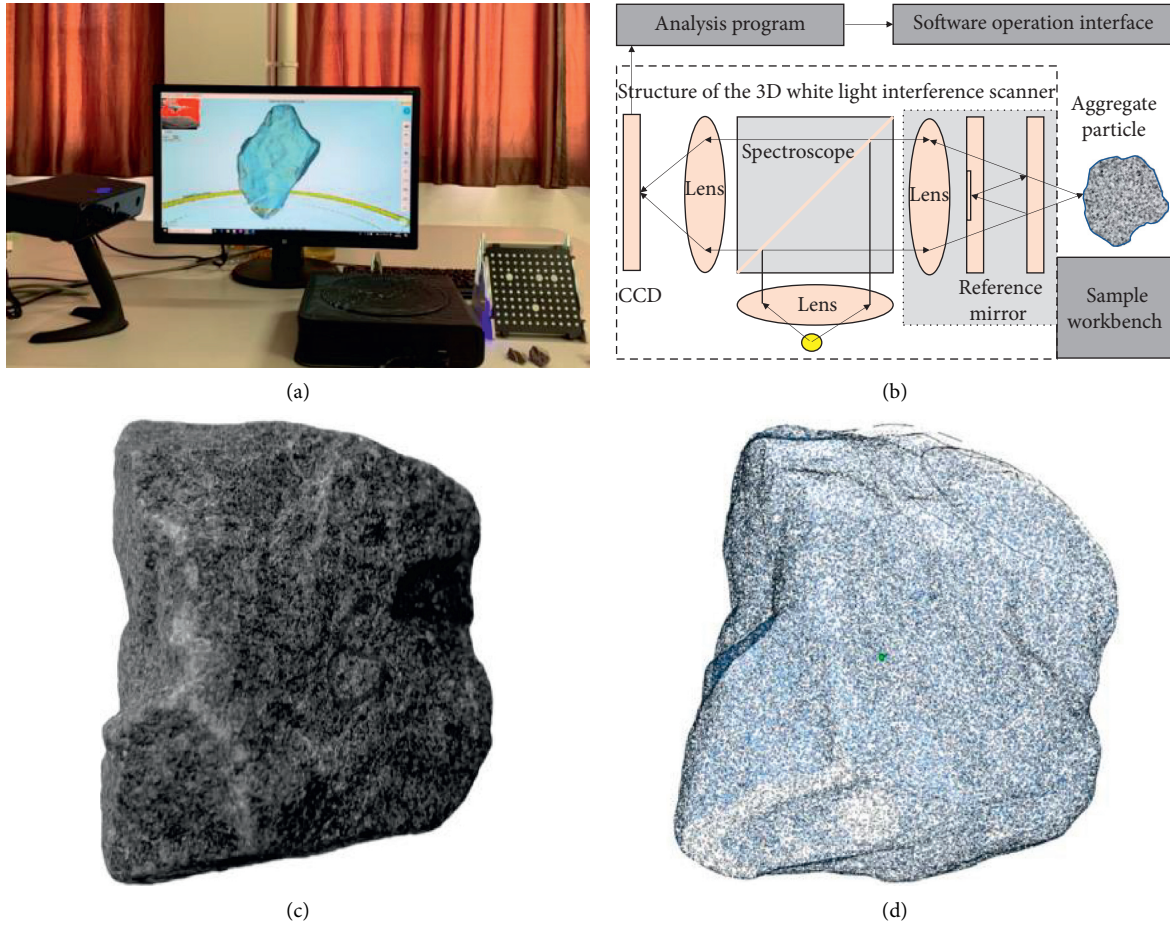 Analysis program
Software operation interface
Structure of the 3D white light interference scanner
Aggregate
particle
Spectroscope
Lens
Lens
CCD
Lens
Reference
mirror
Sample
workbench
(a)
(b)
(c)
(d)